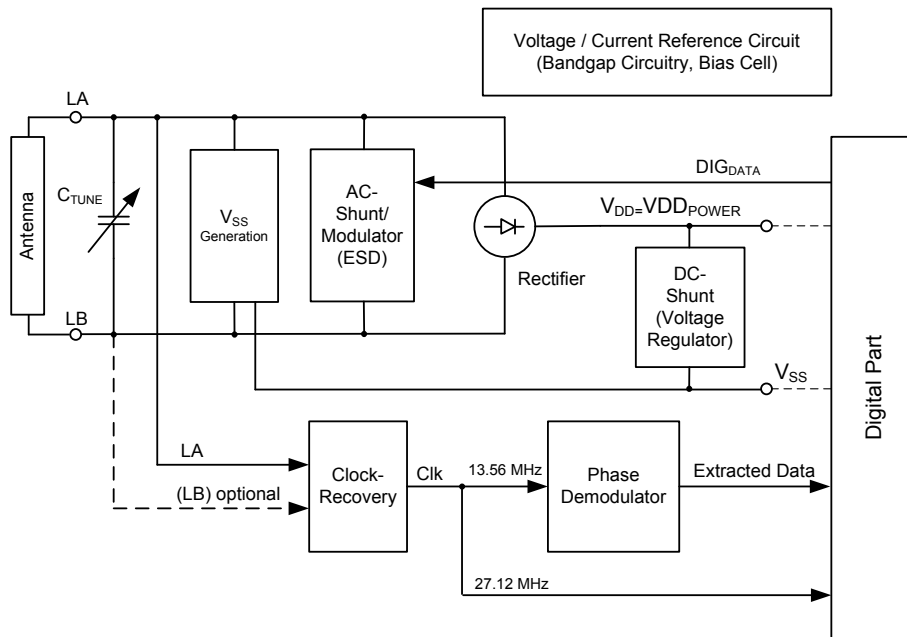 Voltage / Current Reference Circuit
(Bandgap Circuitry, Bias Cell)
LA
Antenna
C_TUNE
V_SS
Generation
AC-
Shunt/
Modulator
(ESD)
DIG_DATA
V_DD=VDD_POWER
Rectifier
DC-
Shunt
(Voltage
Regulator)
LB
V_SS
Digital Part
LA
(LB) optional
Clock-
Recovery
Clk
13.56 MHz
Phase
Demodulator
Extracted Data
27.12 MHz